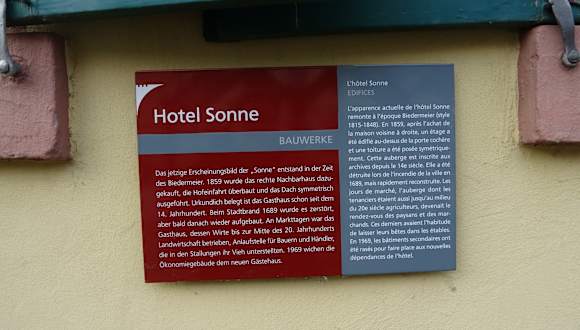 Hotel Sonne
BAUWERKE
Das jetzige Erscheinungsbild der „Sonne“ entstand in der Zeit
des Biedermeier. 1859 wurde das rechte Nachbarhaus dazu-
gekauft, die Hofeinfahrt überbaut und das Dach symmetrisch
ausgeführt. Urkundlich belegt ist das Gasthaus schon seit dem
14. Jahrhundert. Beim Stadtbrand 1689 wurde es zerstört,
aber bald danach wieder aufgebaut. An Markttagen war das
Gasthaus, dessen Wirte bis zur Mitte des 20. Jahrhunderts
Landwirtschaft betrieben, Anlaufstelle für Bauern und Händler,
die in den Stallungen ihr Vieh unterstellten. 1969 wichen die
Ökonomiegebäude dem neuen Gästehaus.
L'hôtel Sonne
EDIFICES
L'apparence actuelle de l'hôtel Sonne
remonte à l'époque Biedermeier (style
1815-1848). En 1859, après l'achat de
la maison voisine à droite, un étage a
été édifié au-dessus de la porte cochère
et une toiture a été posée symétrique-
ment. Cette auberge est inscrite aux
archives depuis le 14e siècle. Elle a été
détruite lors de l'incendie de la ville en
1689, mais rapidement reconstruite. Les
jours de marché, l'auberge dont les
tenanciers étaient aussi jusqu'au milieu
du 20e siècle agriculteurs, devenait le
rendez-vous des paysans et des mar-
chands. Ces derniers avaient l'habitude
de laisser leurs bêtes dans les étables.
En 1969, les bâtiments secondaires ont
été rasés pour faire place aux nouvelles
dépendances de l'hôtel.